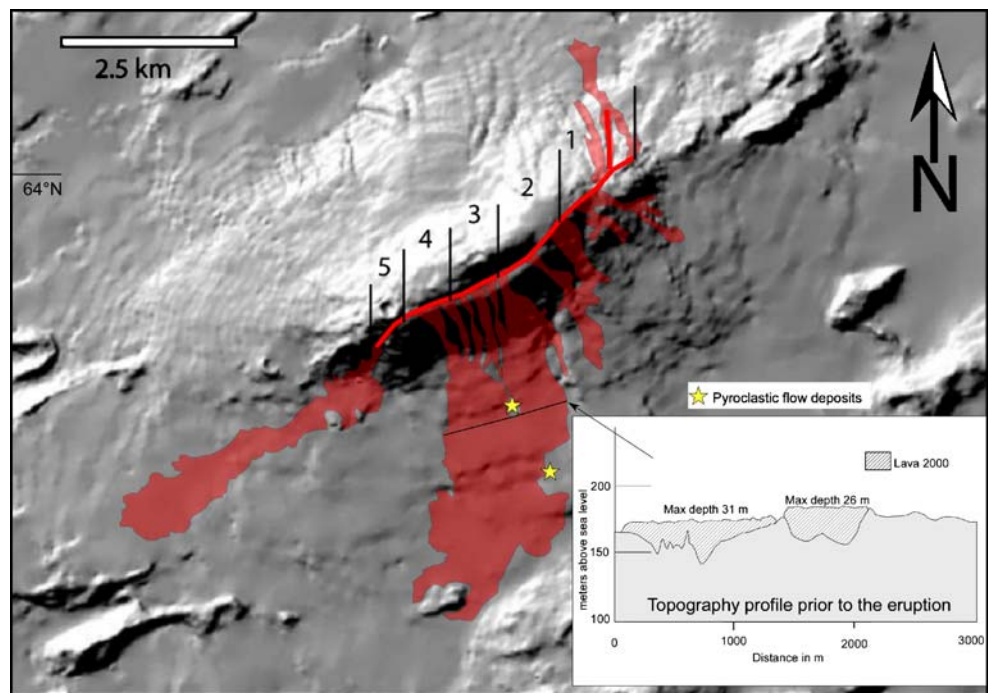 2.5 km
N
64°N
1
2
3
4
5
Pyroclastic flow deposits
Lava 2000
200
150
100
meters above sea level
Max depth 31 m
Max depth 26 m
Topography profile prior to the eruption
0
1000
2000
3000
Distance in m